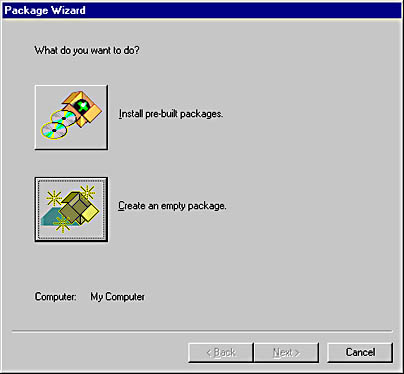 Package Wizard
What do you want to do?
Install pre-built packages.
Create an empty package.
Computer: My Computer
< Back Next > Cancel